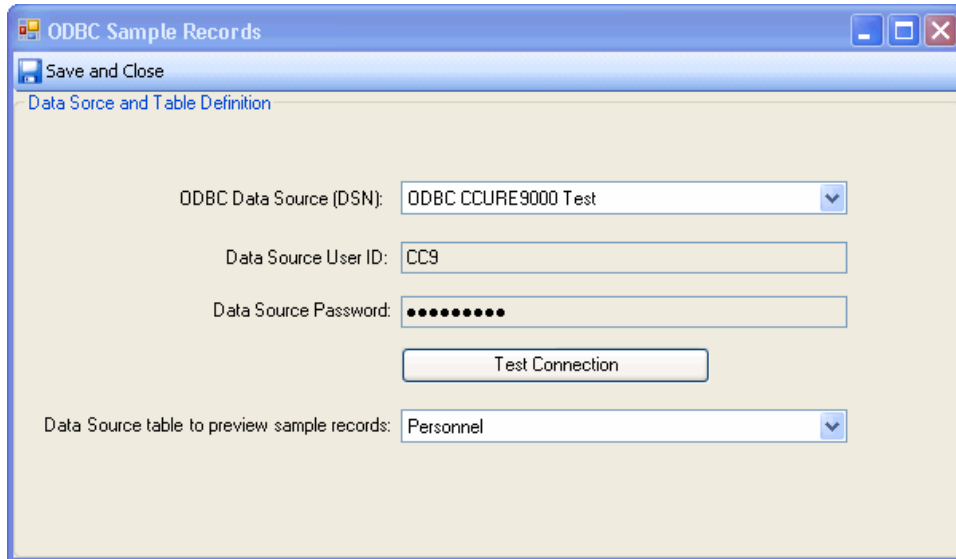 ODBC Sample Records
Save and Close
Data Sorce and Table Definition
ODBC Data Source (DSN): ODBC CCURE9000 Test
Data Source User ID: CC9
Data Source Password: ●●●●●●●●●
Test Connection
Data Source table to preview sample records: Personnel